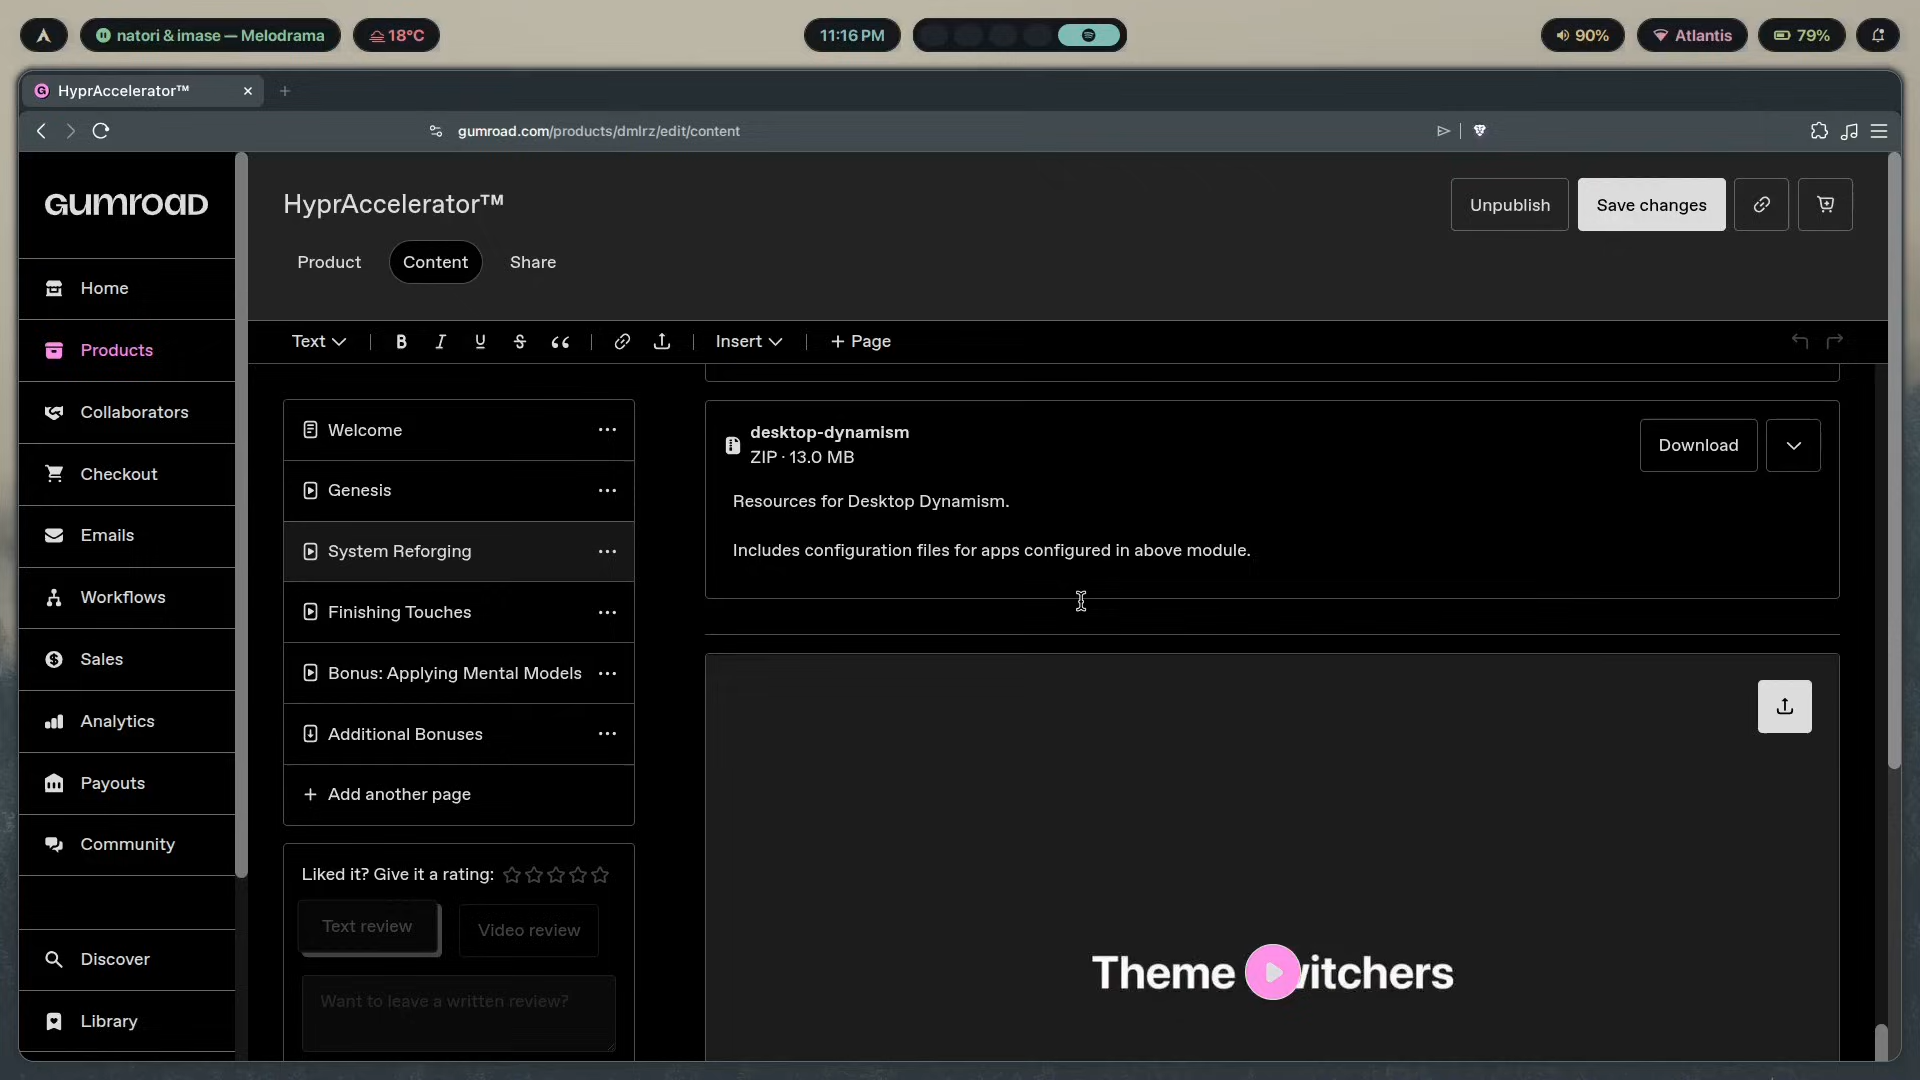 natori & imase — Melodrama
18°C
11:16 PM
90%
Atlantis
79%
HyprAccelerator™
gumroad.com/products/dmlrz/edit/content
GUMROAD
Home
Products
Collaborators
Checkout
Emails
Workflows
Sales
Analytics
Payouts
Community
Discover
Library
HyprAccelerator™
Unpublish
Save changes
Product
Content
Share
Text
B
I
U
S
Insert
+ Page
Welcome
Genesis
System Reforging
Finishing Touches
Bonus: Applying Mental Models
Additional Bonuses
+ Add another page
Liked it? Give it a rating:
Text review
Video review
Want to leave a written review?
desktop-dynamism
ZIP · 13.0 MB
Download
Resources for Desktop Dynamism.
Includes configuration files for apps configured in above module.
Theme witchers